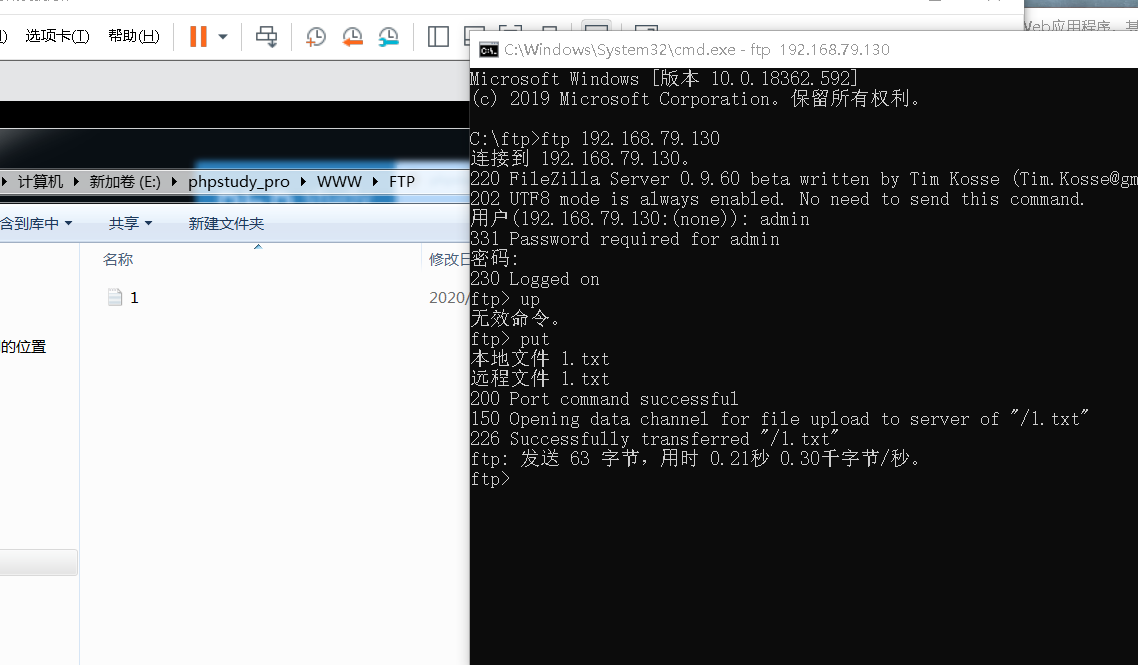 选项卡(T) 帮助(H)
Web应用程序，基
C:\Windows\System32\cmd.exe - ftp 192.168.79.130
计算机 新加卷 (E:) phpstudy_pro WWW FTP
含到库中 共享 新建文件夹
名称 修改日
1 2020/
的位置
Microsoft Windows [版本 10.0.18362.592]
(c) 2019 Microsoft Corporation。保留所有权利。
C:\ftp>ftp 192.168.79.130
连接到 192.168.79.130。
220 FileZilla Server 0.9.60 beta written by Tim Kosse (Tim.Kosse@gm
202 UTF8 mode is always enabled. No need to send this command.
用户(192.168.79.130:(none)): admin
331 Password required for admin
密码:
230 Logged on
ftp> up
无效命令。
ftp> put
本地文件 1.txt
远程文件 1.txt
200 Port command successful
150 Opening data channel for file upload to server of "/1.txt"
226 Successfully transferred "/1.txt"
ftp: 发送 63 字节，用时 0.21秒 0.30千字节/秒。
ftp>